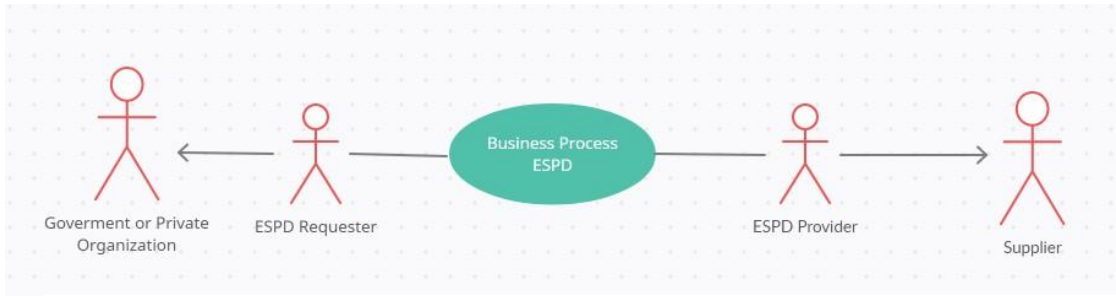 Business Process
ESPD
Goverment or Private
Organization
ESPD Requester
ESPD Provider
Supplier